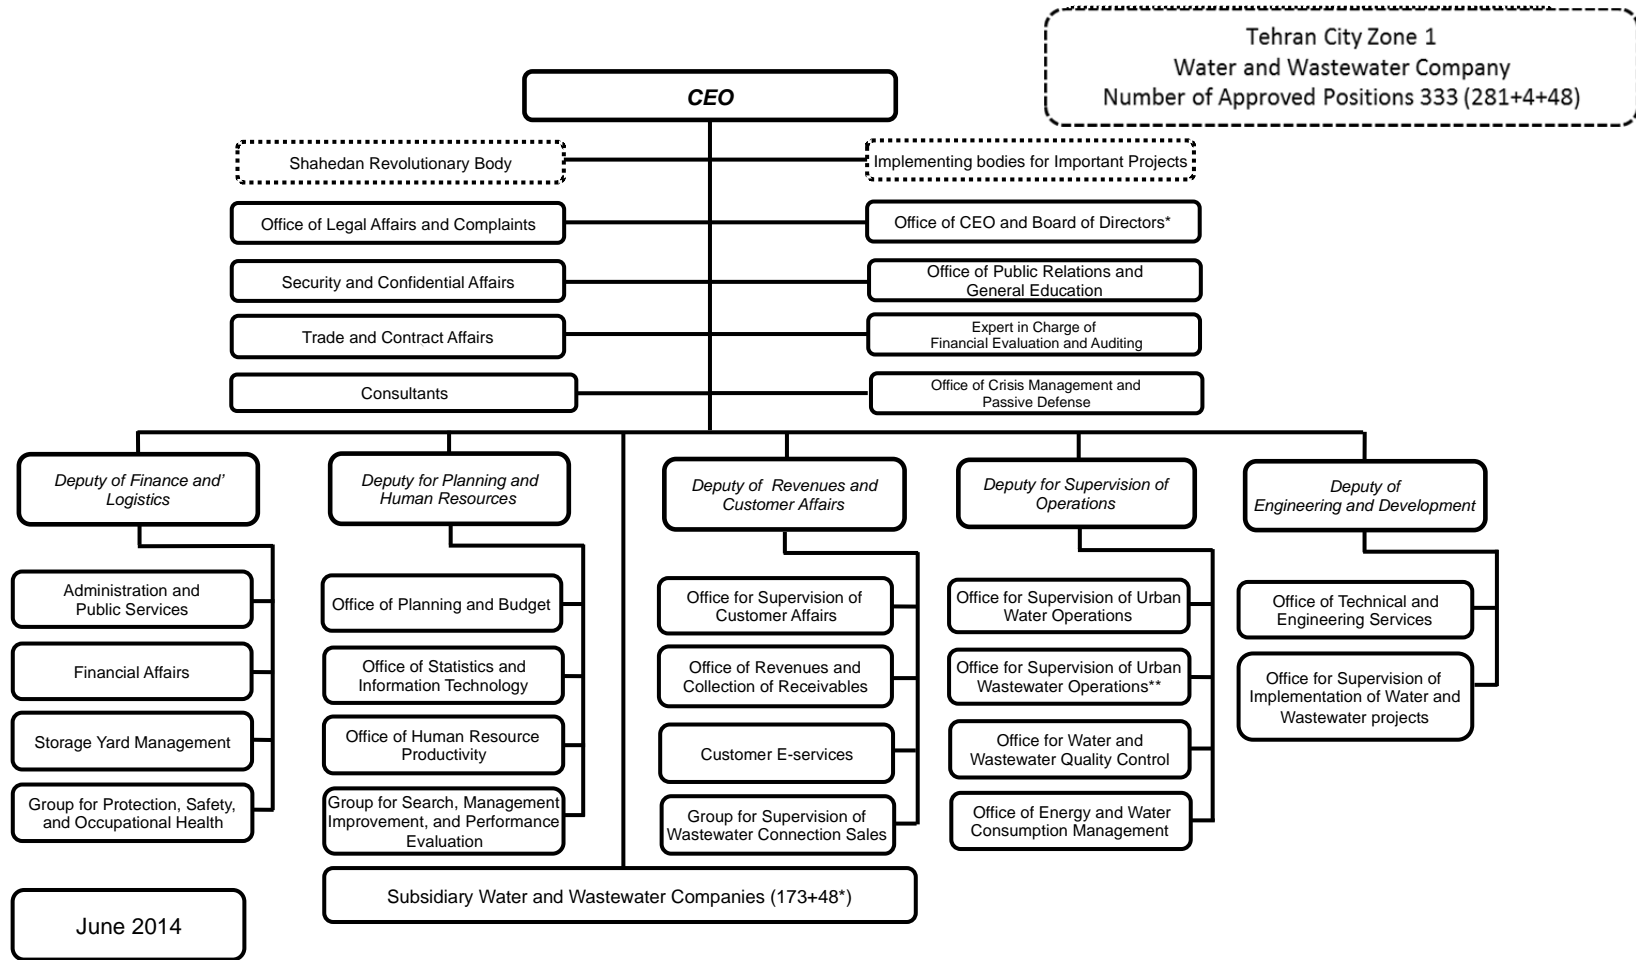 Tehran City Zone 1
Water and Wastewater Company
Number of Approved Positions 333 (281+4+48)
CEO
Shahedan Revolutionary Body
Implementing bodies for Important Projects
Office of Legal Affairs and Complaints
Office of CEO and Board of Directors*
Security and Confidential Affairs
Office of Public Relations and
General Education
Trade and Contract Affairs
Expert in Charge of
Financial Evaluation and Auditing
Consultants
Office of Crisis Management and
Passive Defense
Deputy of Finance and'
Logistics
Deputy for Planning and
Human Resources
Deputy of Revenues and
Customer Affairs
Deputy for Supervision of
Operations
Deputy of
Engineering and Development
Administration and
Public Services
Financial Affairs
Storage Yard Management
Group for Protection, Safety,
and Occupational Health
Office of Planning and Budget
Office of Statistics and
Information Technology
Office of Human Resource
Productivity
Group for Search, Management
Improvement, and Performance
Evaluation
Office for Supervision of
Customer Affairs
Office of Revenues and
Collection of Receivables
Customer E-services
Group for Supervision of
Wastewater Connection Sales
Office for Supervision of Urban
Water Operations
Office for Supervision of Urban
Wastewater Operations**
Office for Water and
Wastewater Quality Control
Office of Energy and Water
Consumption Management
Office of Technical and
Engineering Services
Office for Supervision of
Implementation of Water and
Wastewater projects
Subsidiary Water and Wastewater Companies (173+48*)
June 2014